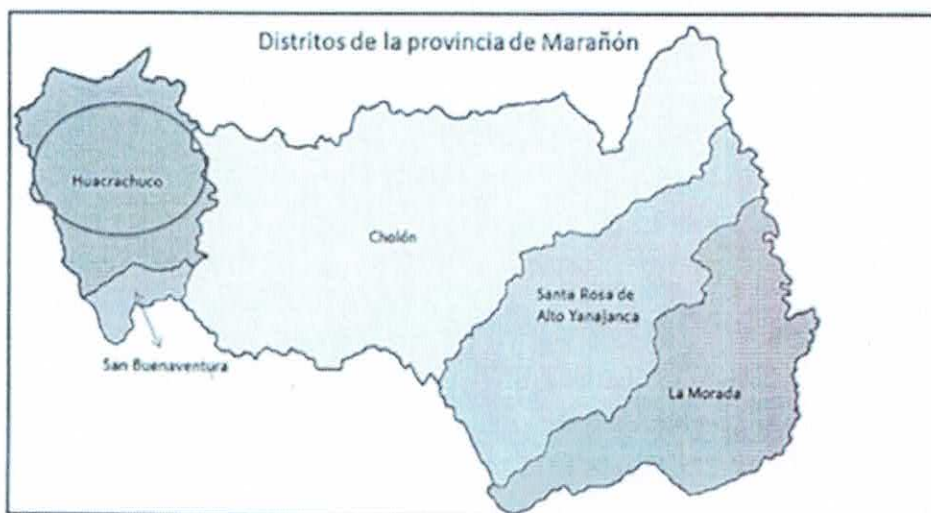 Distritos de la provincia de Marañón
Huacrachuco
Cholón
Santa Rosa de
Alto Yanajanca
San Buenaventura
La Morada